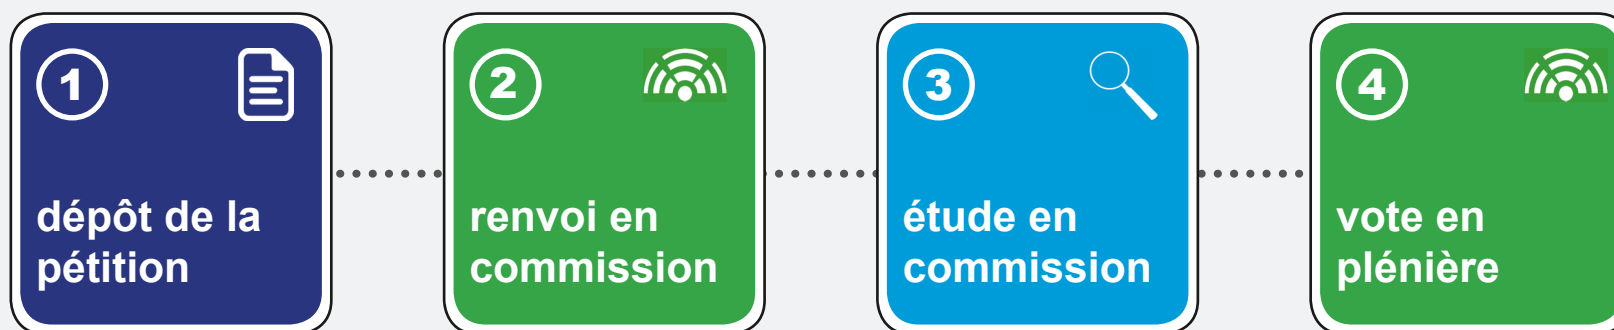 1
dépôt de la
pétition
2
renvoi en
commission
3
étude en
commission
4
vote en
plénière